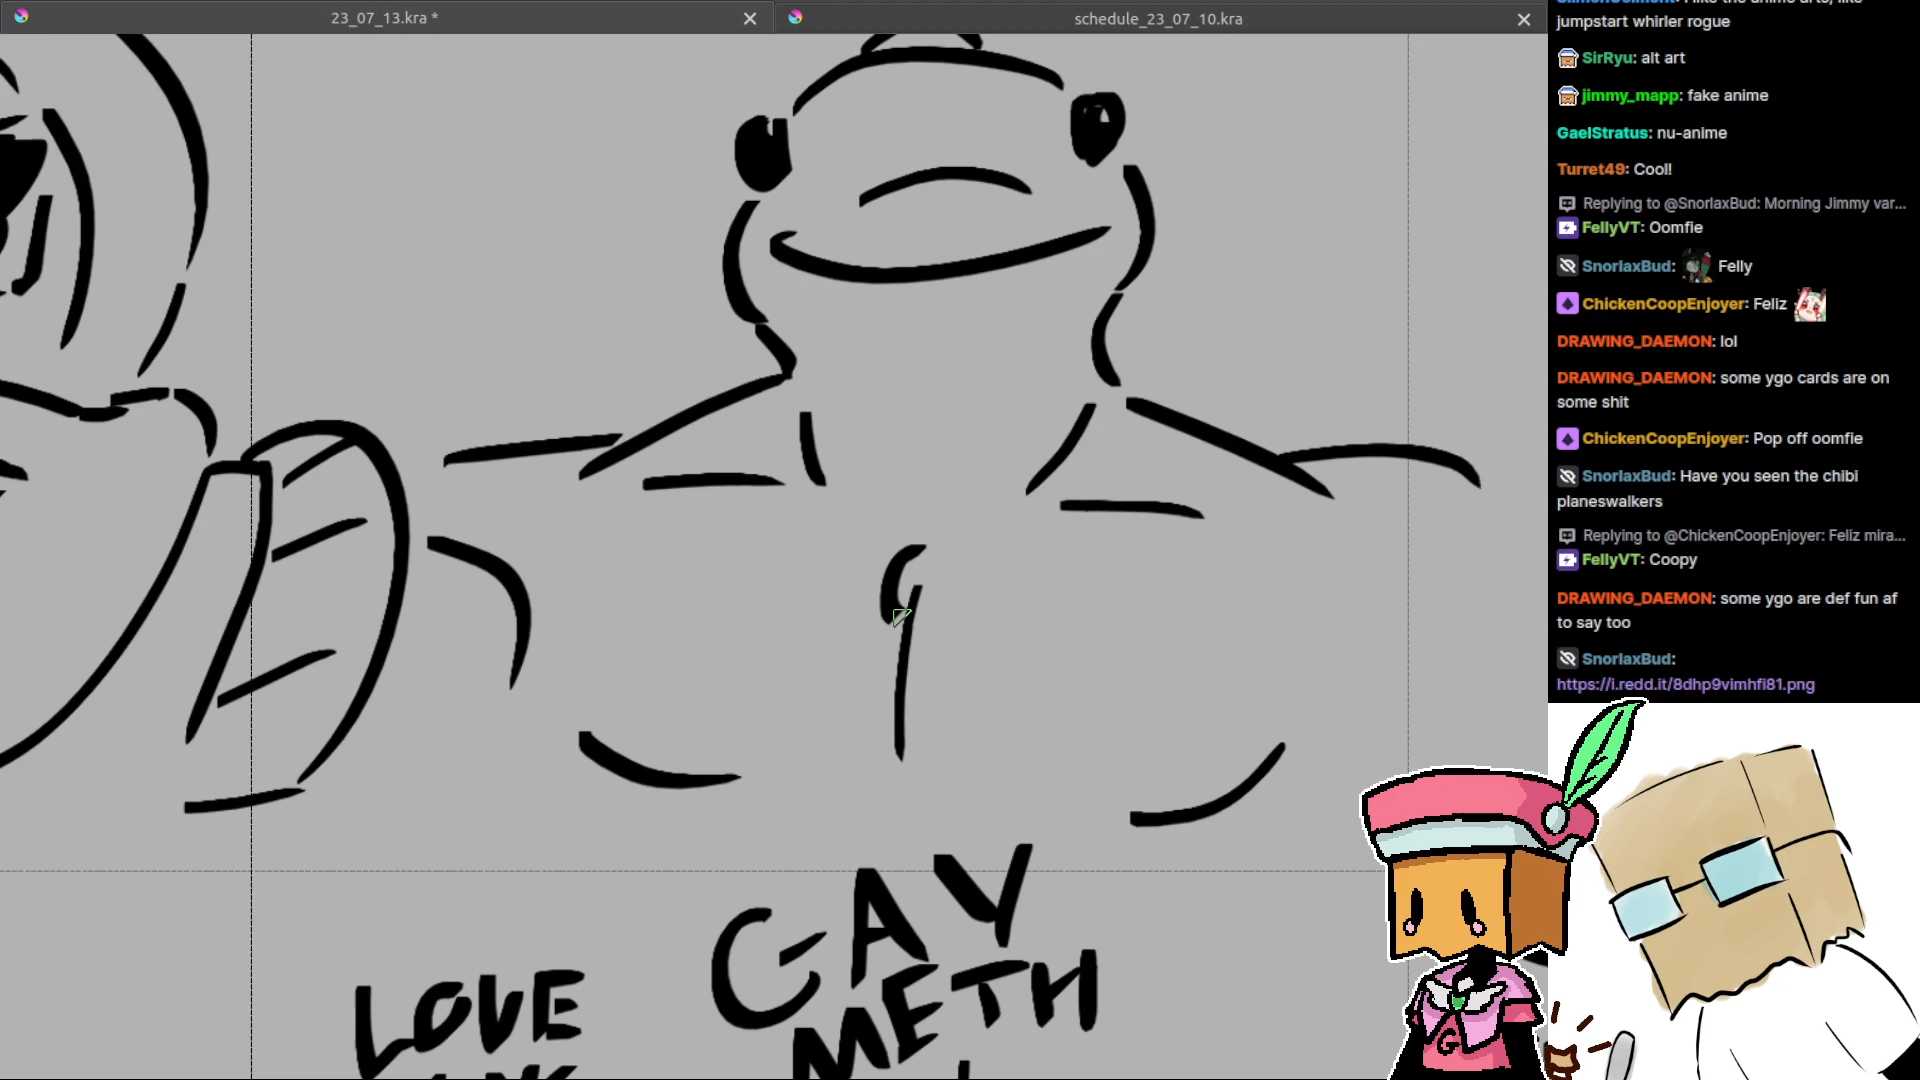 23_07_13.kra *
schedule_23_07_10.kra
jumpstart whirler rogue
SirRyu: alt art
jimmy_mapp: fake anime
GaelStratus: nu-anime
Turret49: Cool!
Replying to @SnorlaxBud: Morning Jimmy var...
FellyVT: Oomfie
SnorlaxBud: Felly
ChickenCoopEnjoyer: Feliz
DRAWING_DAEMON: lol
DRAWING_DAEMON: some ygo cards are on
some shit
ChickenCoopEnjoyer: Pop off oomfie
SnorlaxBud: Have you seen the chibi
planeswalkers
Replying to @ChickenCoopEnjoyer: Feliz mira...
FellyVT: Coopy
DRAWING_DAEMON: some ygo are def fun af
to say too
SnorlaxBud:
https://i.redd.it/8dhp9vimhfi81.png
GAY
METH
LOVE
G